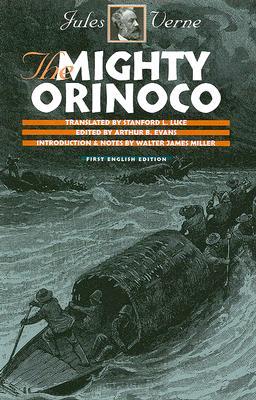 Jules Verne
The
MIGHTY
ORINOCO
TRANSLATED BY STANFORD L. LUCE
EDITED BY ARTHUR B. EVANS
INTRODUCTION & NOTES BY WALTER JAMES MILLER
FIRST ENGLISH EDITION